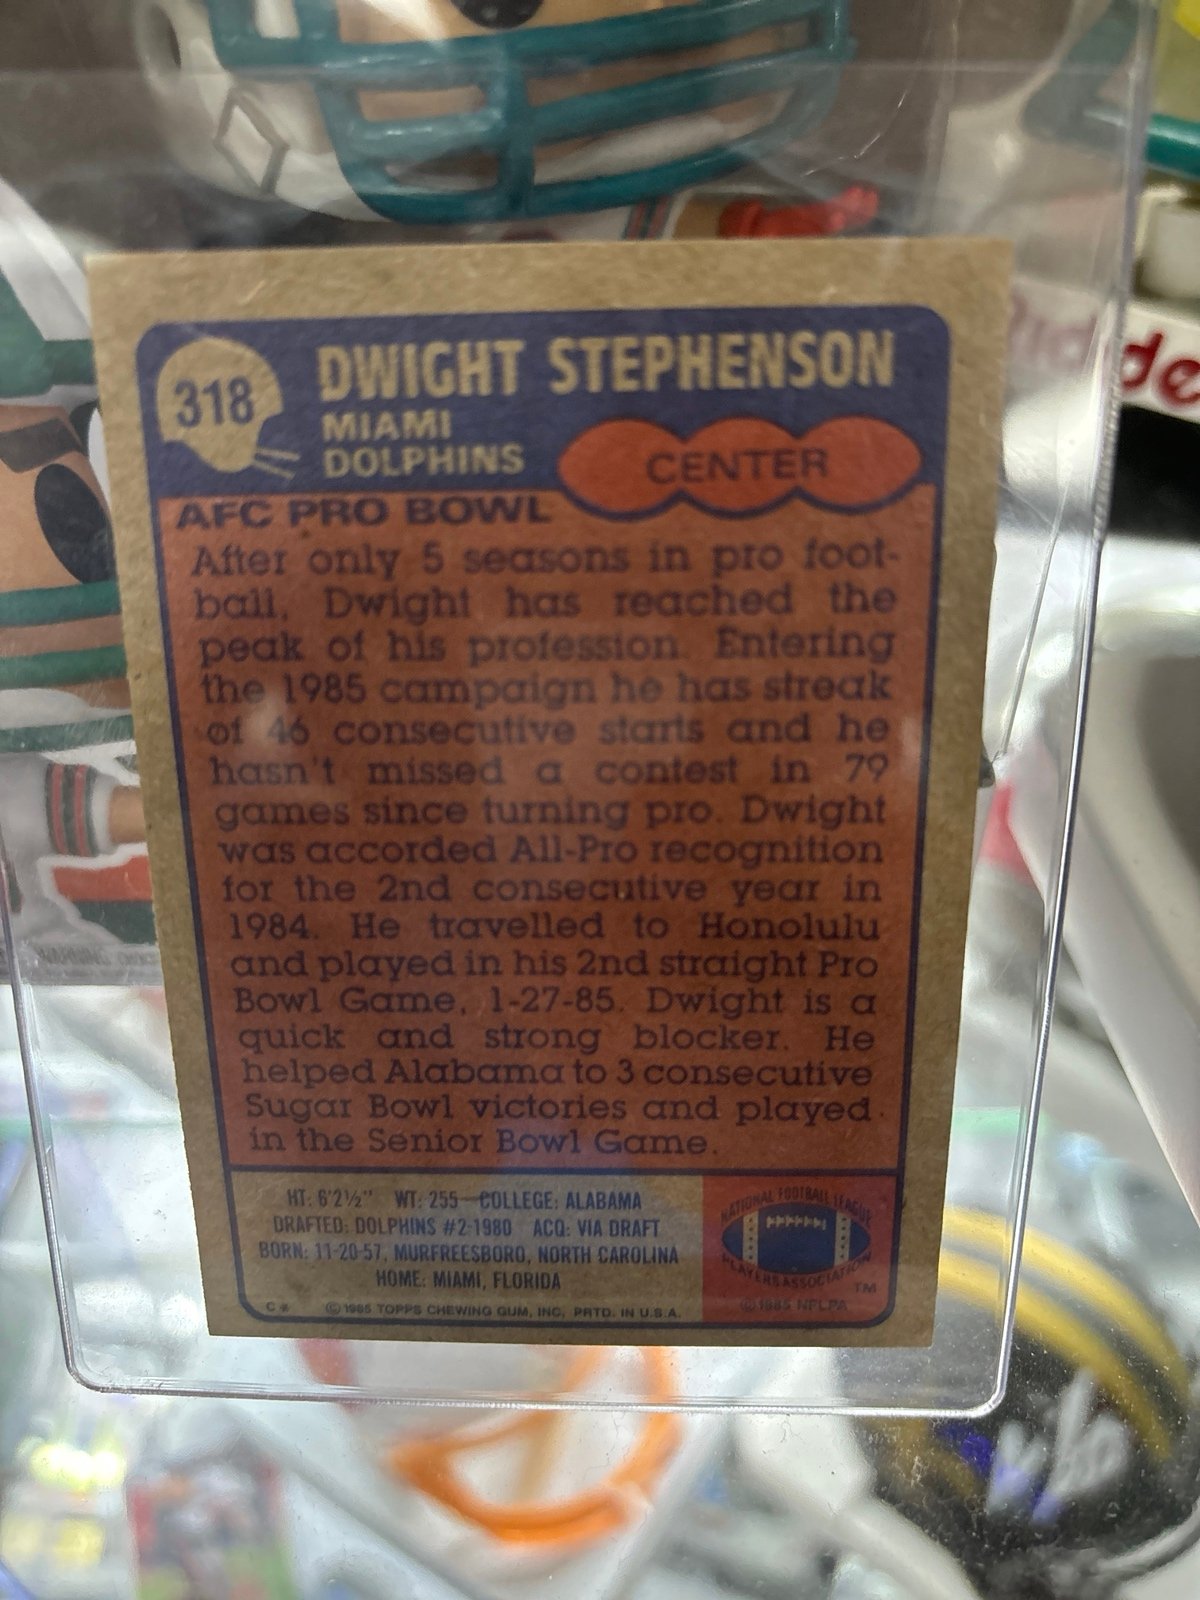 318
DWIGHT STEPHENSON
MIAMI
DOLPHINS
CENTER
AFC PRO BOWL
After only 5 seasons in pro foot-
ball, Dwight has reached the
peak of his profession. Entering
the 1985 campaign he has streak
of 46 consecutive starts and he
hasn't missed a contest in 79
games since turning pro. Dwight
was accorded All-Pro recognition
for the 2nd consecutive year in
1984. He travelled to Honolulu
and played in his 2nd straight Pro
Bowl Game, 1-27-85. Dwight is a
quick and strong blocker. He
helped Alabama to 3 consecutive
Sugar Bowl victories and played
in the Senior Bowl Game.
HT: 6'2½" WT: 255 COLLEGE: ALABAMA
DRAFTED: DOLPHINS #2-1980 ACQ: VIA DRAFT
BORN: 11-20-57, MURFREESBORO, NORTH CAROLINA
HOME: MIAMI, FLORIDA
C* © 1985 TOPPS CHEWING GUM, INC. PRTD. IN U.S.A.
NATIONAL FOOTBALL LEAGUE
PLAYERS ASSOCIATION
TM
© 1985 NFLPA
WARNING